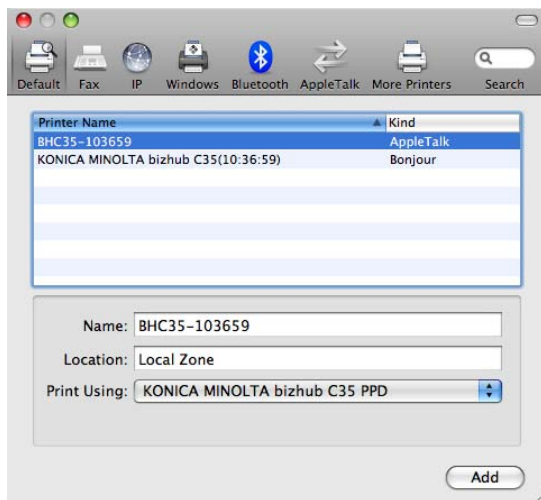 Default Fax IP Windows Bluetooth AppleTalk More Printers Search
Printer Name Kind
BHC35-103659 AppleTalk
KONICA MINOLTA bizhub C35(10:36:59) Bonjour
Name: BHC35-103659
Location: Local Zone
Print Using: KONICA MINOLTA bizhub C35 PPD
Add